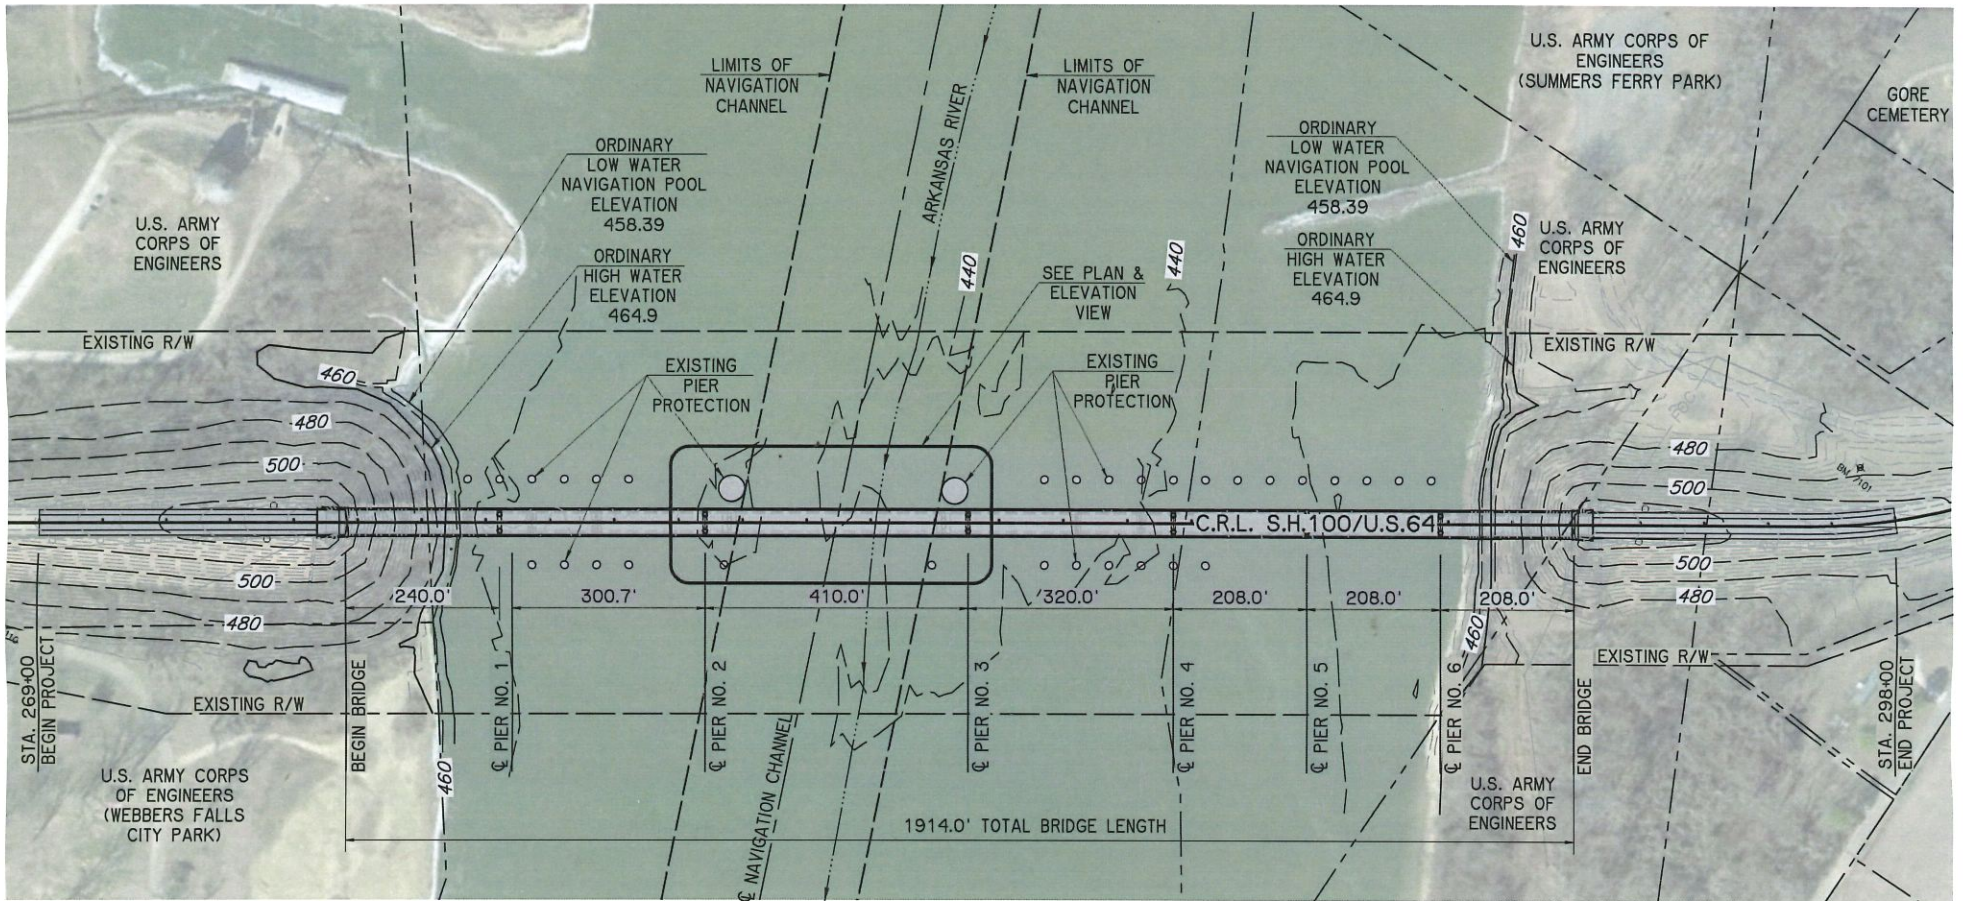 LIMITS OF
NAVIGATION
CHANNEL
ARKANSAS RIVER
LIMITS OF
NAVIGATION
CHANNEL
U.S. ARMY CORPS OF
ENGINEERS
(SUMMERS FERRY PARK)
GORE
CEMETERY
ORDINARY
LOW WATER
NAVIGATION POOL
ELEVATION
458.39
ORDINARY
LOW WATER
NAVIGATION POOL
ELEVATION
458.39
U.S. ARMY
CORPS OF
ENGINEERS
ORDINARY
HIGH WATER
ELEVATION
464.9
440
SEE PLAN &
ELEVATION
VIEW
440
ORDINARY
HIGH WATER
ELEVATION
464.9
460
U.S. ARMY
CORPS OF
ENGINEERS
EXISTING R/W
EXISTING R/W
460
EXISTING
PIER
PROTECTION
EXISTING
PIER
PROTECTION
480
500
480
500
BM 7101
C.R.L. S.H.100/U.S.64
500
480
500
480
240.0'
300.7'
410.0'
320.0'
208.0'
208.0'
208.0'
460
EXISTING R/W
EXISTING R/W
STA. 269+00
BEGIN PROJECT
BEGIN BRIDGE
℄ PIER NO. 1
℄ PIER NO. 2
℄ PIER NO. 3
℄ PIER NO. 4
℄ PIER NO. 5
℄ PIER NO. 6
END BRIDGE
STA. 298+00
END PROJECT
U.S. ARMY CORPS
OF ENGINEERS
(WEBBERS FALLS
CITY PARK)
460
℄ NAVIGATION CHANNEL
1914.0' TOTAL BRIDGE LENGTH
U.S. ARMY
CORPS OF
ENGINEERS